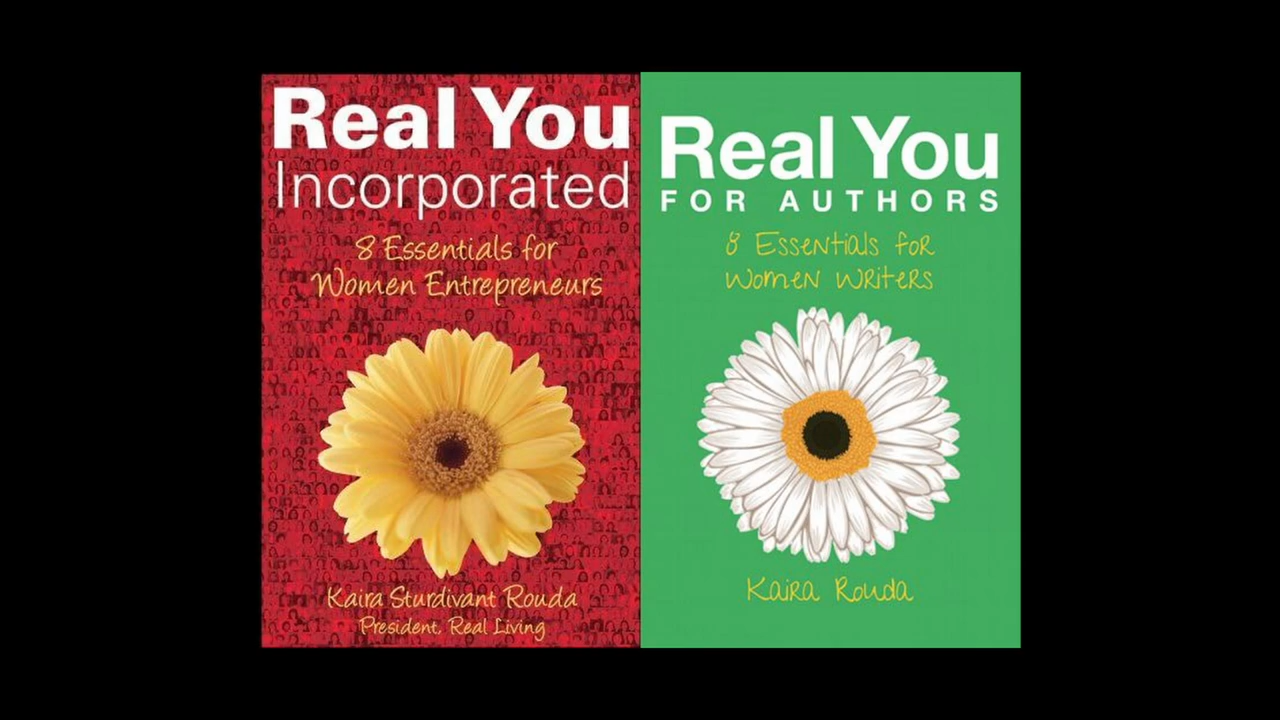 Real You
Incorporated
8 Essentials for
Women Entrepreneurs
Kaira Sturdivant Rouda
President, Real Living
Real You
FOR AUTHORS
8 Essentials for
Women Writers
Kaira Rouda